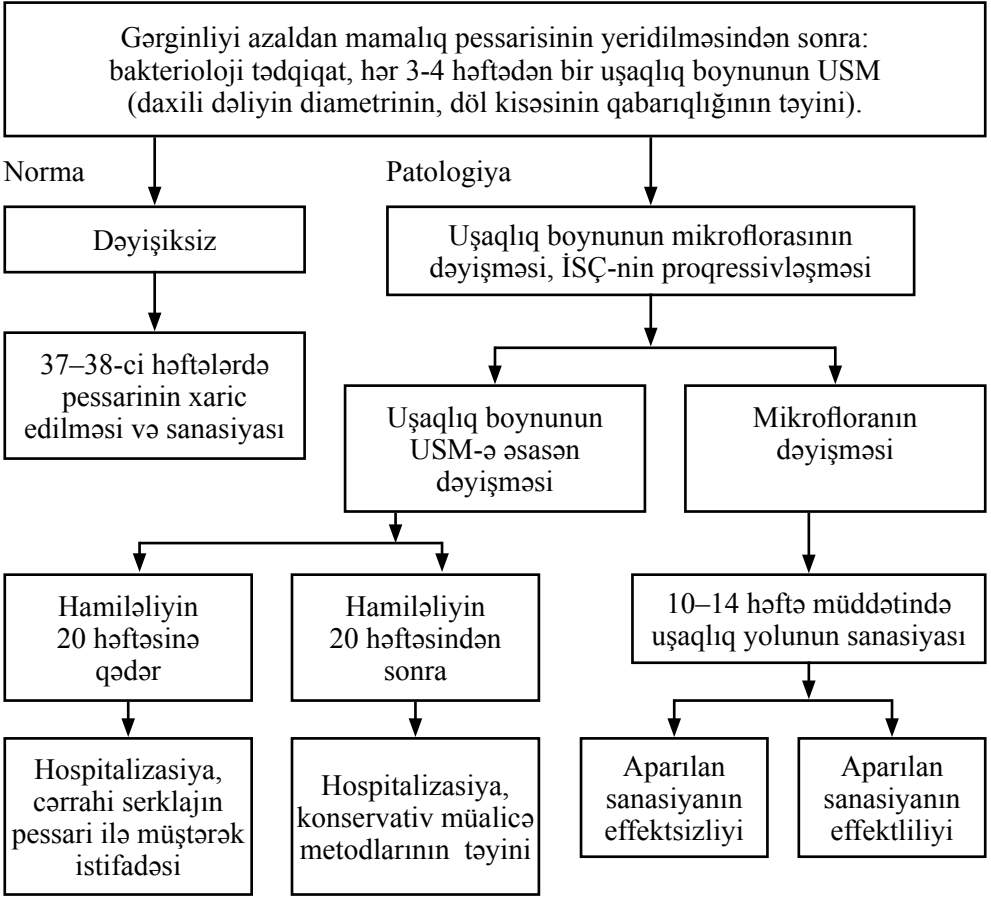 Gərginliyi azaldan mamalıq pessarisinin yeridilməsindən sonra:
bakterioloji tədqiqat, hər 3-4 həftədən bir uşaqlıq boynunun USM
(daxili dəliyin diametrinin, döl kisəsinin qabarıqlığının təyini).
Norma
Patologiya
Dəyişiksiz
Uşaqlıq boynunun mikroflorasının
dəyişməsi, İSÇ-nin proqressivləşməsi
37–38-ci həftələrdə
pessarinin xaric
edilməsi və sanasiyası
Uşaqlıq boynunun
USM-ə əsasən
dəyişməsi
Mikrofloranın
dəyişməsi
Hamiləliyin
20 həftəsinə
qədər
Hamiləliyin
20 həftəsindən
sonra
10–14 həftə müddətində
uşaqlıq yolunun sanasiyası
Hospitalizasiya,
cərrahi serklajın
pessari ilə müştərək
istifadəsi
Hospitalizasiya,
konservativ müalicə
metodlarının təyini
Aparılan
sanasiyanın
effektsizliyi
Aparılan
sanasiyanın
effektliliyi